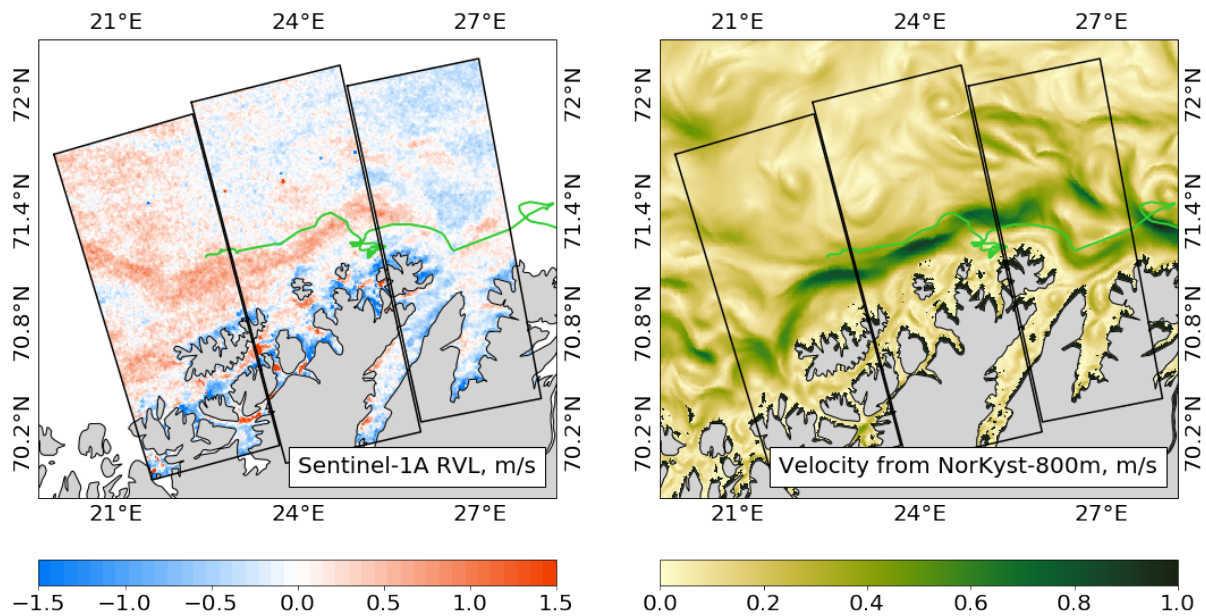 21°E 24°E 27°E 21°E 24°E 27°E
72°N 72°N 72°N 72°N
71.4°N 71.4°N 71.4°N 71.4°N
70.8°N 70.8°N 70.8°N 70.8°N
70.2°N 70.2°N 70.2°N 70.2°N
Sentinel-1A RVL, m/s Velocity from NorKyst-800m, m/s
21°E 24°E 27°E 21°E 24°E 27°E
−1.5 −1.0 −0.5 0.0 0.5 1.0 1.5 0.0 0.2 0.4 0.6 0.8 1.0